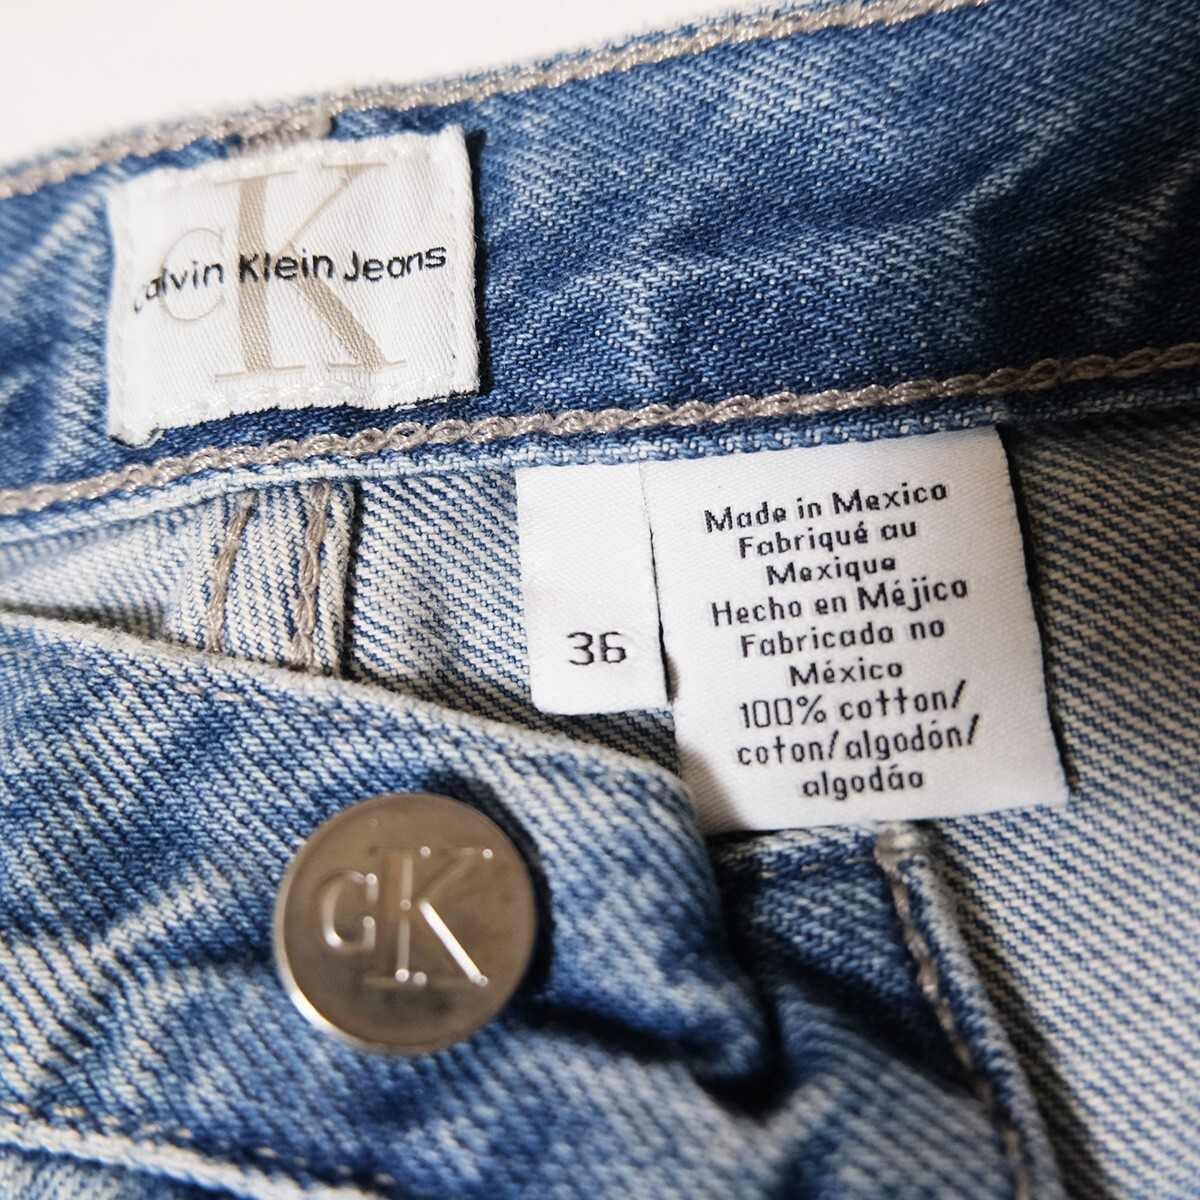 CK
Calvin Klein Jeans
36
Made in Mexico
Fabriqué au
Mexique
Hecho en Méjico
Fabricado no
México
100% cotton/
coton/algodón/
algodão
CK